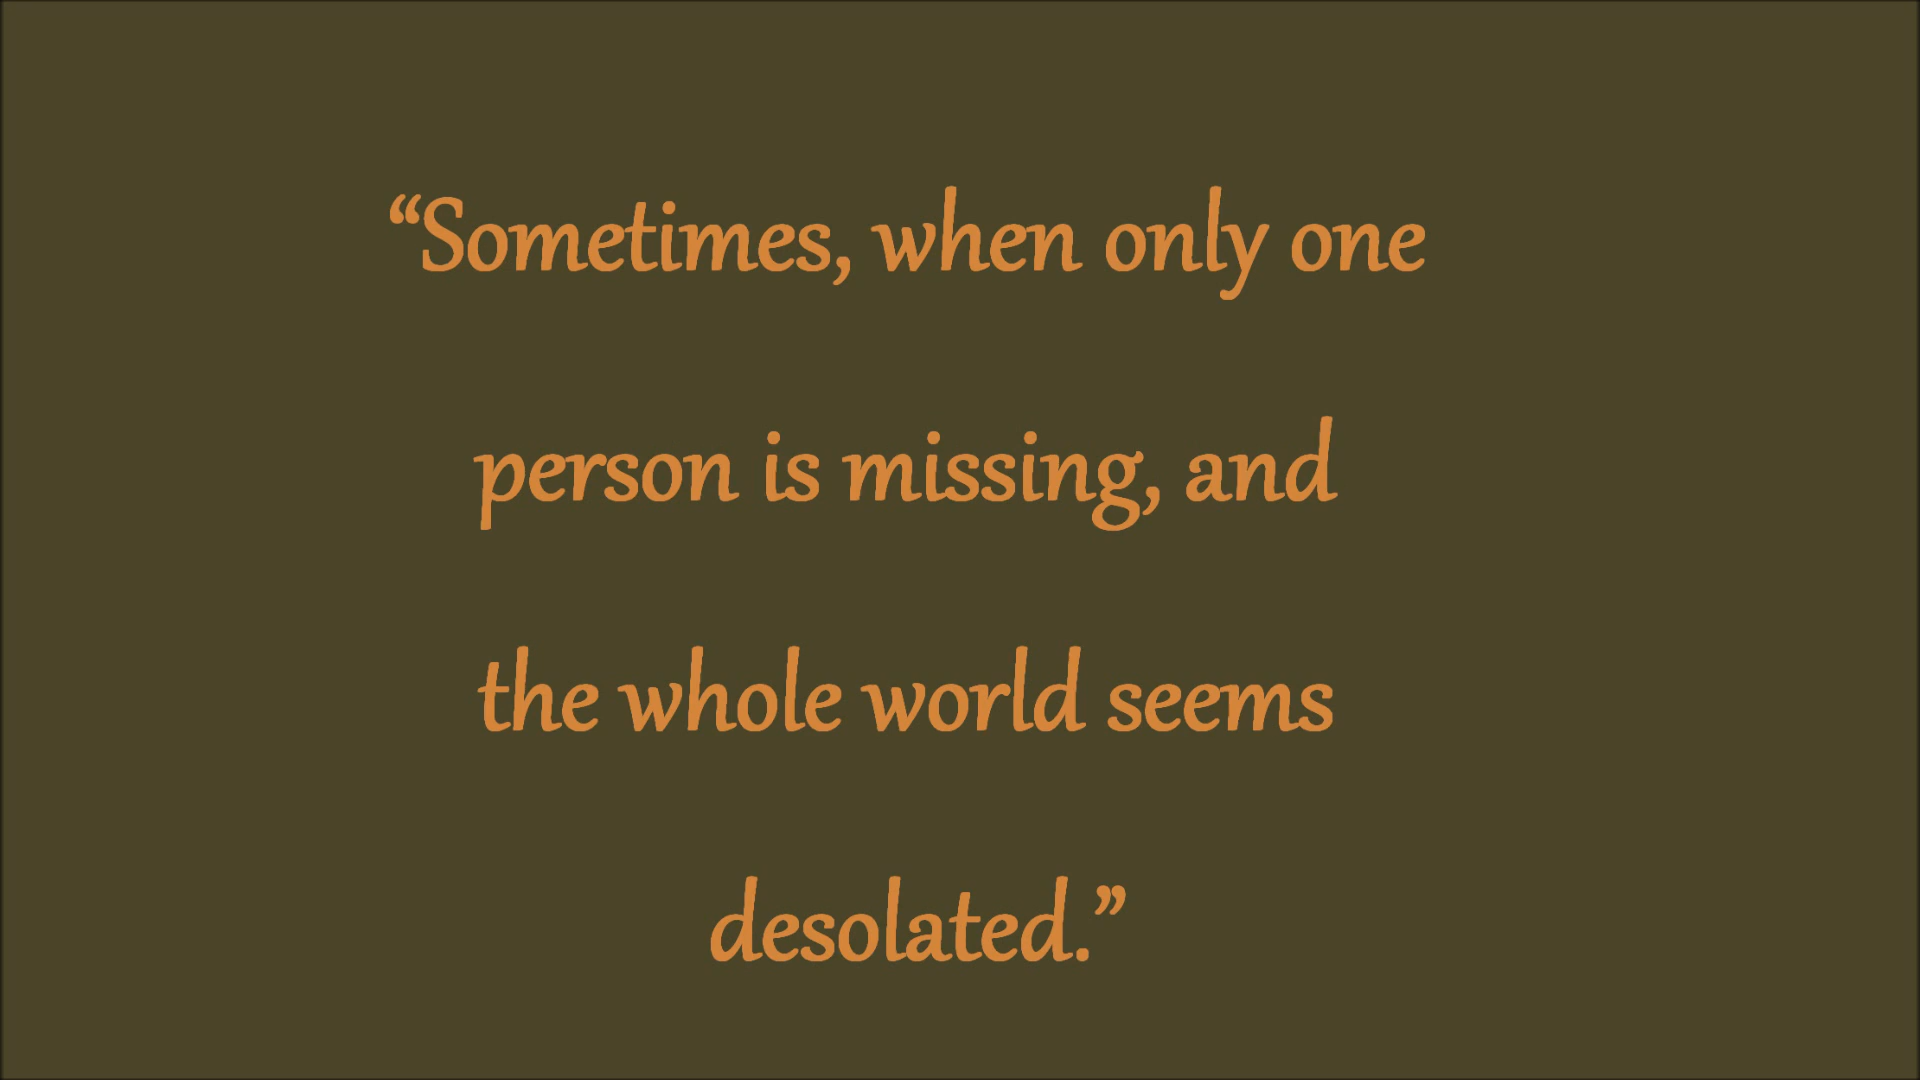 “Sometimes, when only one
person is missing, and
the whole world seems
desolated.”